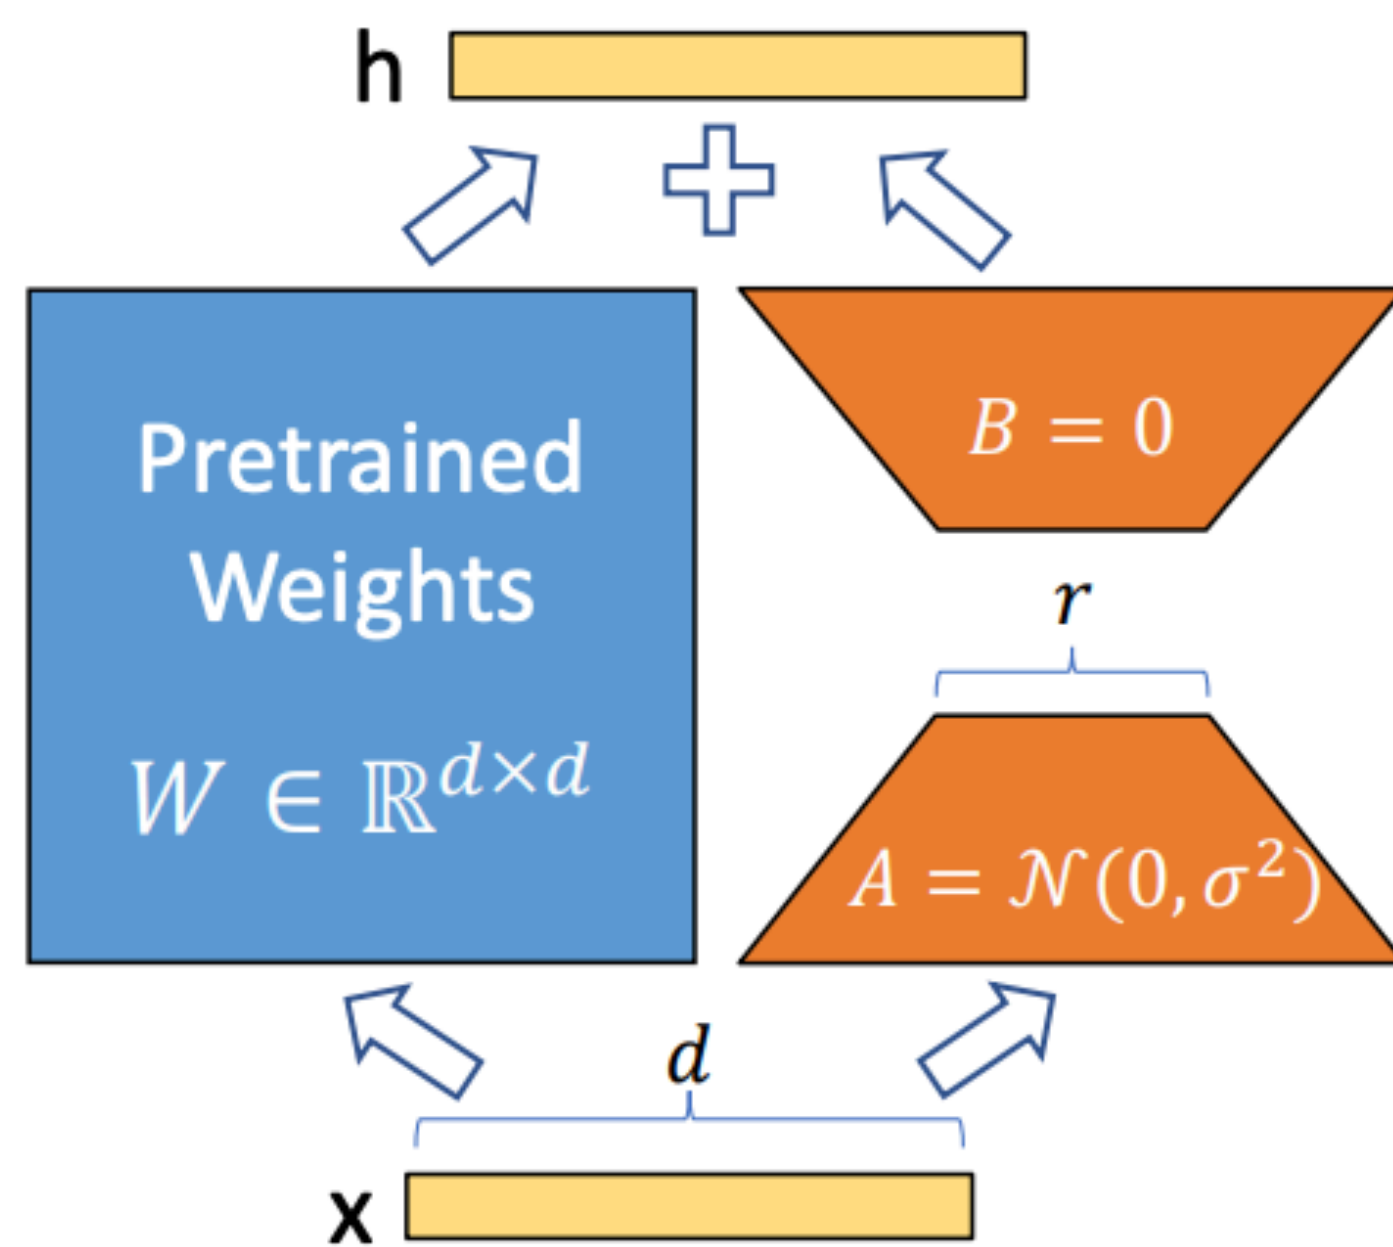 h
Pretrained
Weights
W ∈ ℝ^{d×d}
B = 0
r
A = 𝒩(0, σ²)
d
x